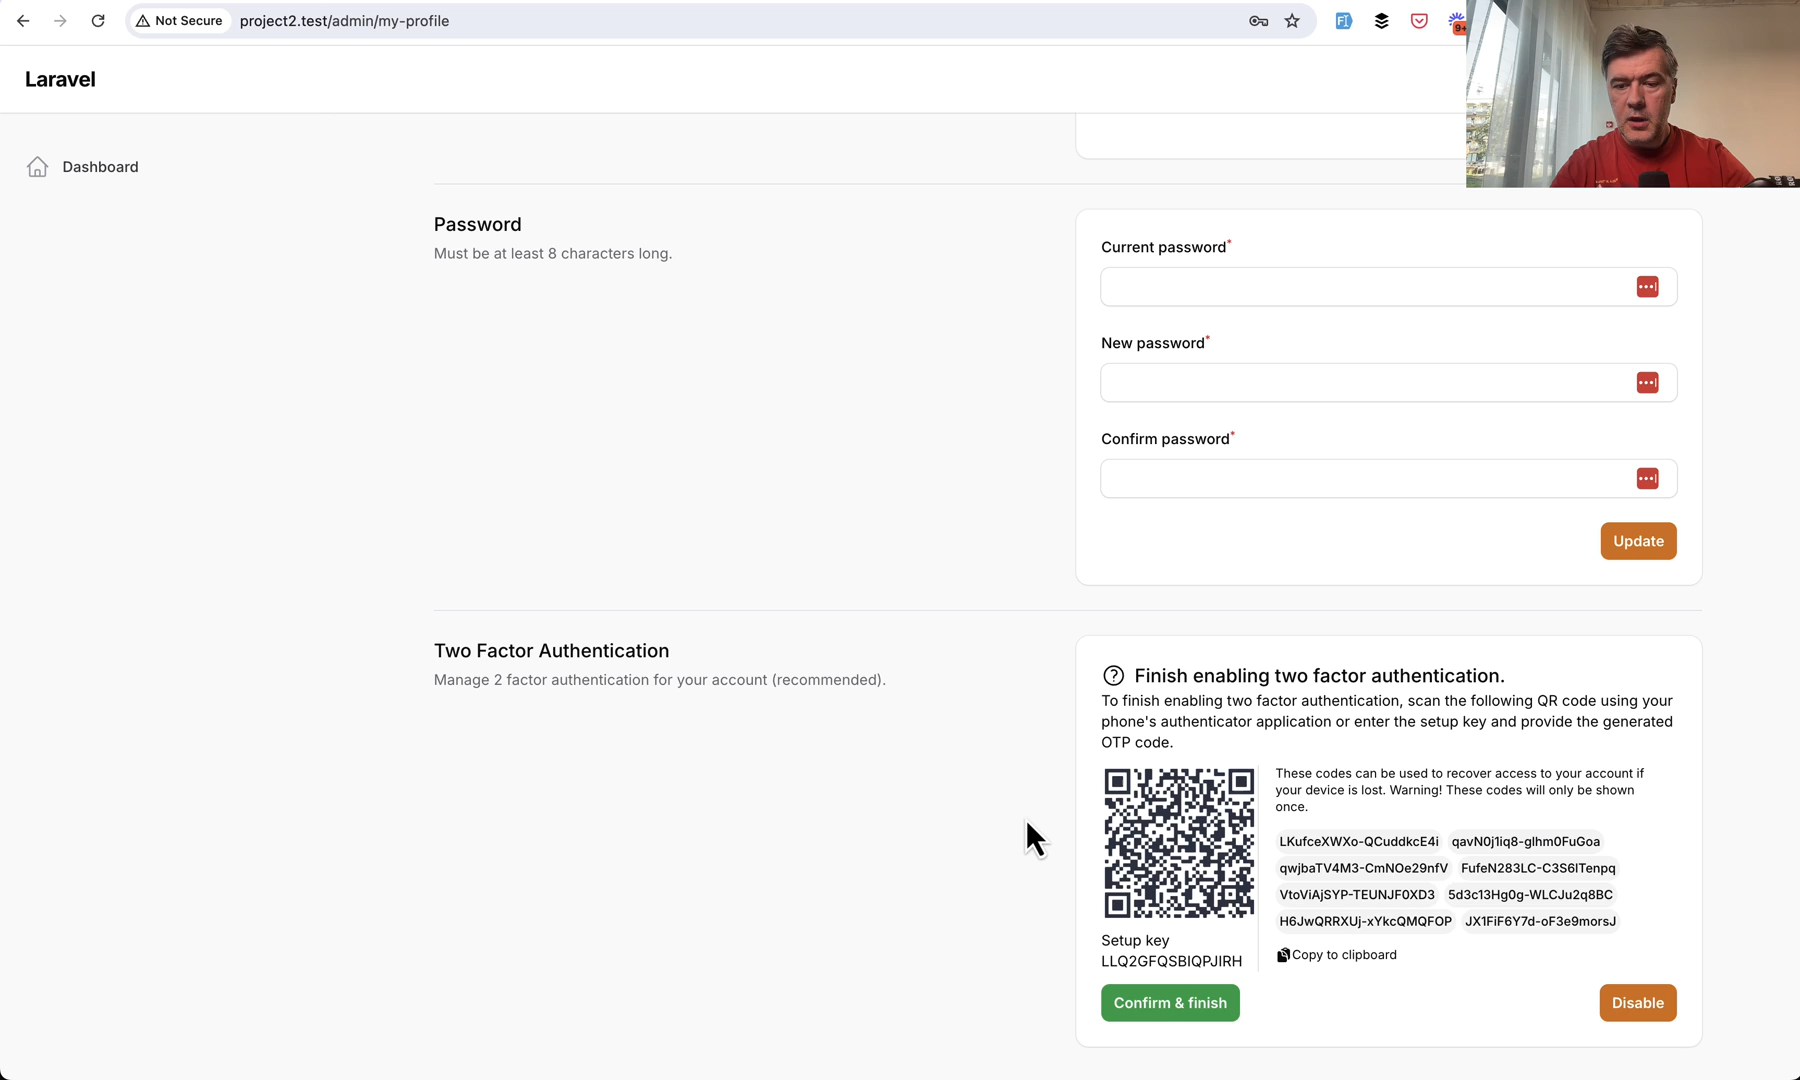 Not Secure project2.test/admin/my-profile
9+
Laravel
Dashboard
Password
Must be at least 8 characters long.
Current password*
New password*
Confirm password*
Update
Two Factor Authentication
Manage 2 factor authentication for your account (recommended).
Finish enabling two factor authentication.
To finish enabling two factor authentication, scan the following QR code using your
phone's authenticator application or enter the setup key and provide the generated
OTP code.
These codes can be used to recover access to your account if
your device is lost. Warning! These codes will only be shown
once.
LKufceXWXo-QCuddkcE4i qavN0j1iq8-glhm0FuGoa
qwjbaTV4M3-CmNOe29nfV FufeN283LC-C3S6lTenpq
VtoViAjSYP-TEUNJF0XD3 5d3c13Hg0g-WLCJu2q8BC
H6JwQRRXUj-xYkcQMQFOP JX1FiF6Y7d-oF3e9morsJ
Copy to clipboard
Setup key
LLQ2GFQSBIQPJIRH
Confirm & finish
Disable